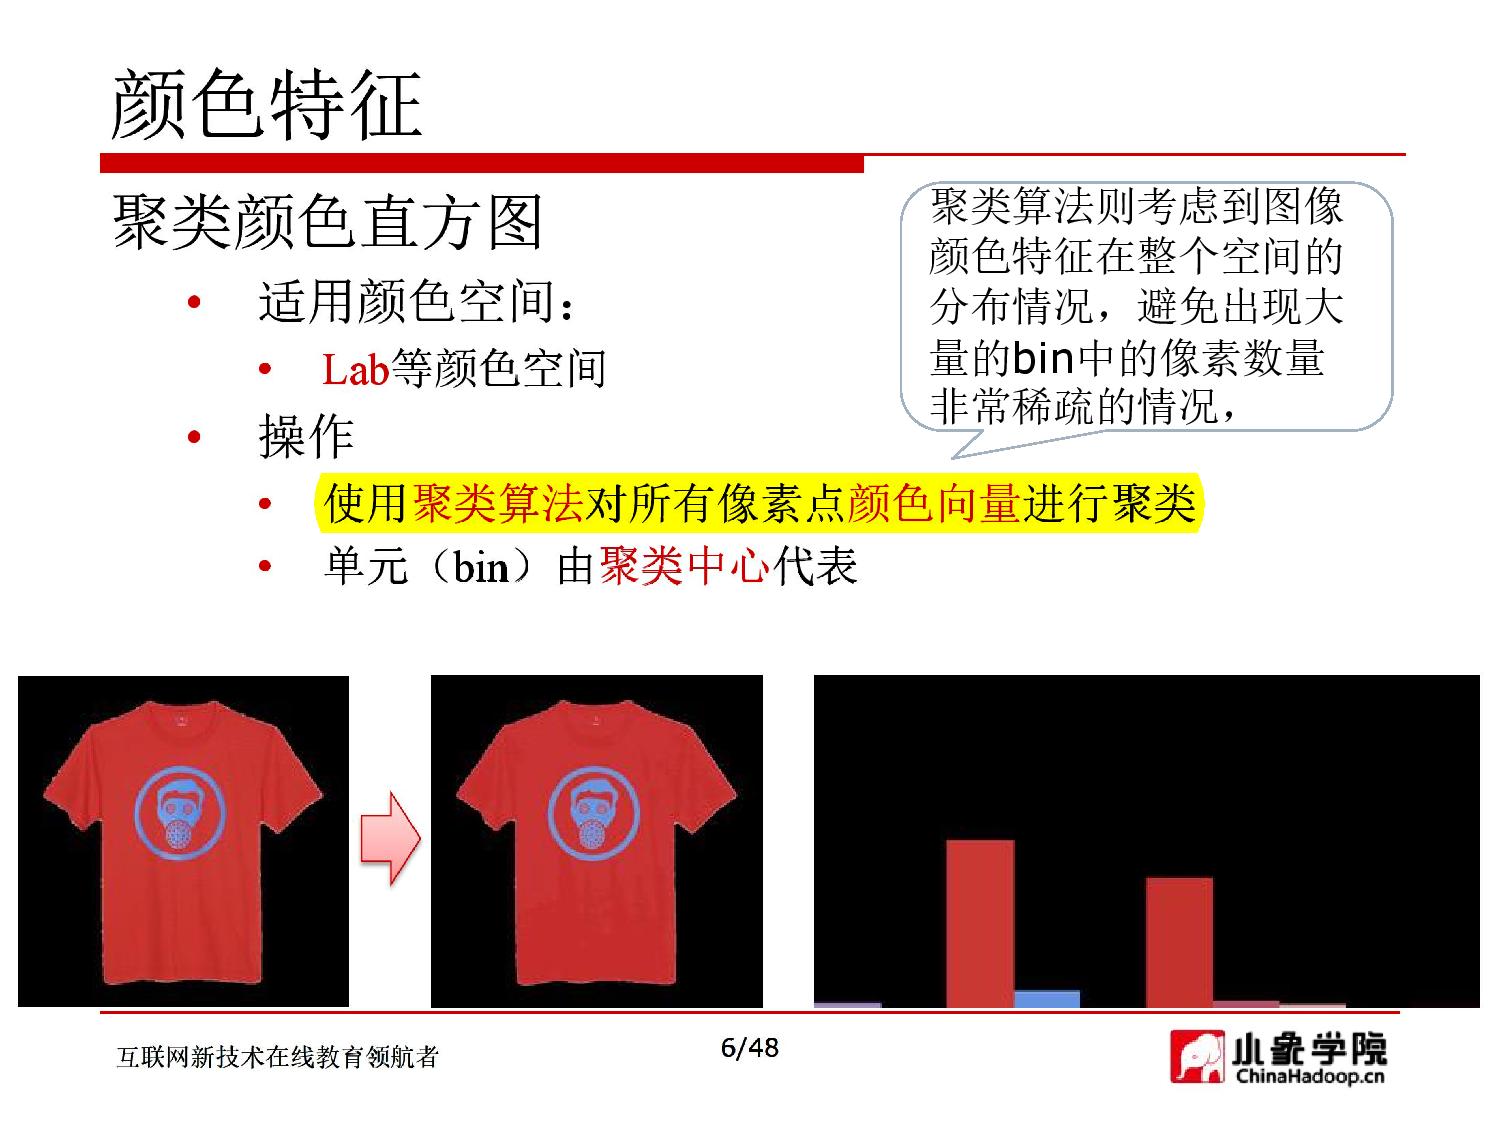 颜色特征
聚类颜色直方图
聚类算法则考虑到图像
颜色特征在整个空间的
分布情况，避免出现大
量的bin中的像素数量
非常稀疏的情况，
• 适用颜色空间：
• Lab等颜色空间
• 操作
• 使用聚类算法对所有像素点颜色向量进行聚类
• 单元（bin）由聚类中心代表
互联网新技术在线教育领航者
6/48
小象学院
ChinaHadoop.cn